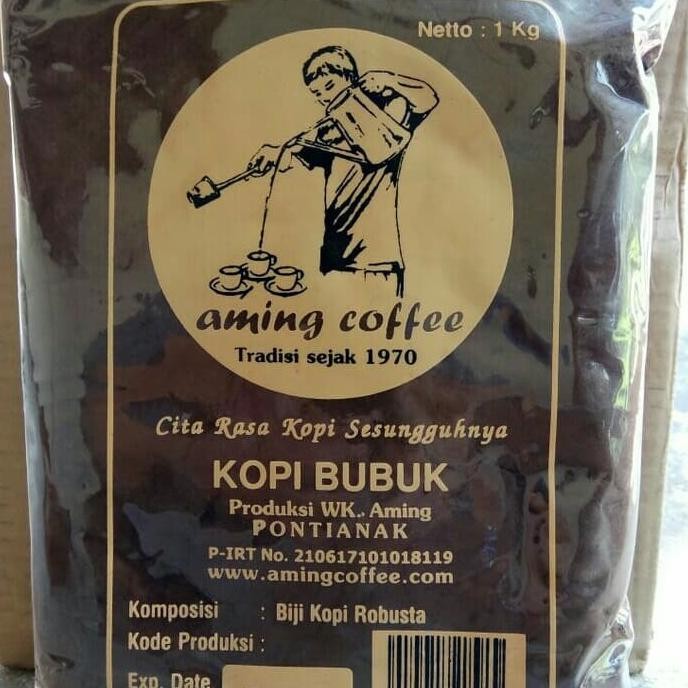 Netto : 1 Kg
aming coffee
Tradisi sejak 1970
Cita Rasa Kopi Sesungguhnya
KOPI BUBUK
Produksi WK. Aming
PONTIANAK
P-IRT No. 210617101018119
www.amingcoffee.com
Komposisi : Biji Kopi Robusta
Kode Produksi :
Exp. Date